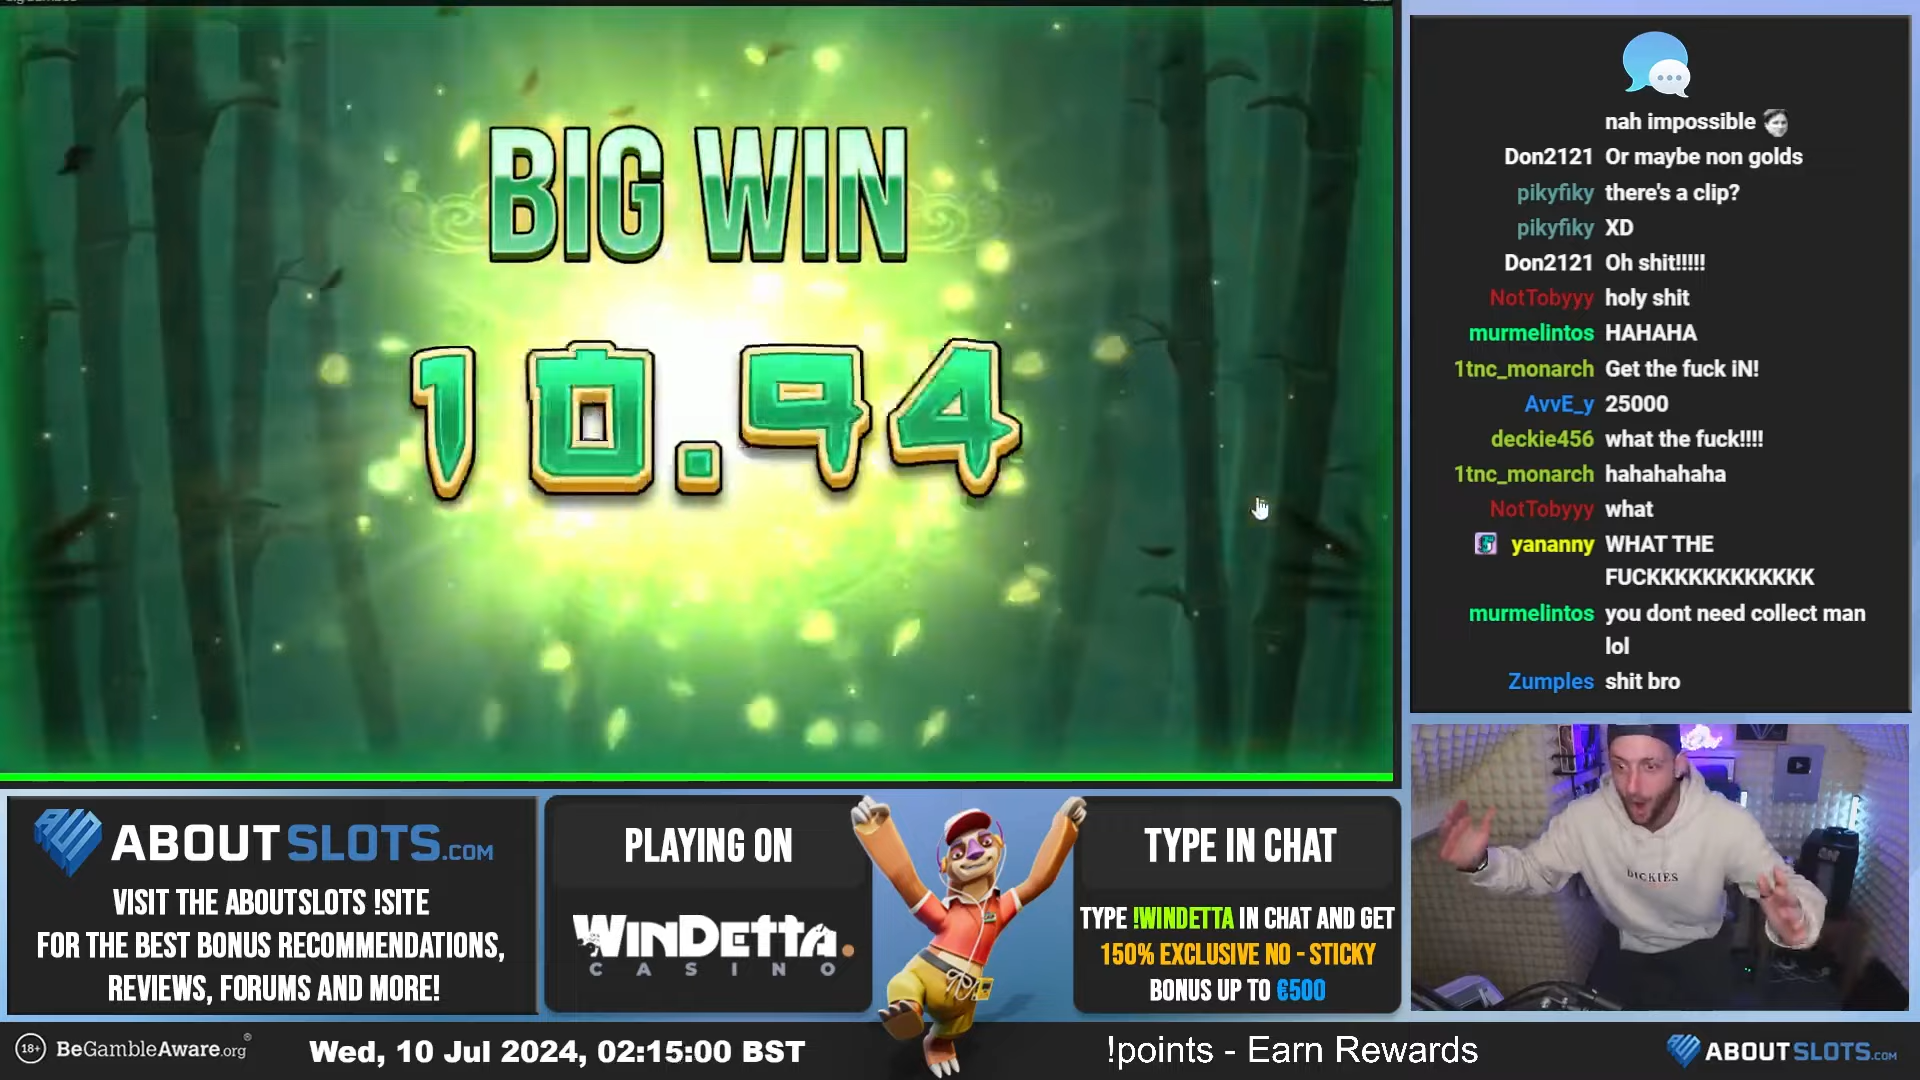 BIG WIN
10.94
nah impossible
Don2121 Or maybe non golds
pikyfiky there's a clip?
pikyfiky XD
Don2121 Oh shit!!!!!
NotTobyyy holy shit
murmelintos HAHAHA
1tnc_monarch Get the fuck iN!
AvvE_y 25000
deckie456 what the fuck!!!!
1tnc_monarch hahahahaha
NotTobyyy what
yananny WHAT THE
FUCKKKKKKKKKKKK
murmelintos you dont need collect man
lol
Zumples shit bro
DICKIES
ABOUTSLOTS.COM
VISIT THE ABOUTSLOTS !SITE
FOR THE BEST BONUS RECOMMENDATIONS,
REVIEWS, FORUMS AND MORE!
PLAYING ON
WINDETTA.
CASINO
TYPE IN CHAT
TYPE !WINDETTA IN CHAT AND GET
150% EXCLUSIVE NO - STICKY
BONUS UP TO €500
18+ BeGambleAware.org®
Wed, 10 Jul 2024, 02:15:00 BST
!points - Earn Rewards
ABOUTSLOTS.COM